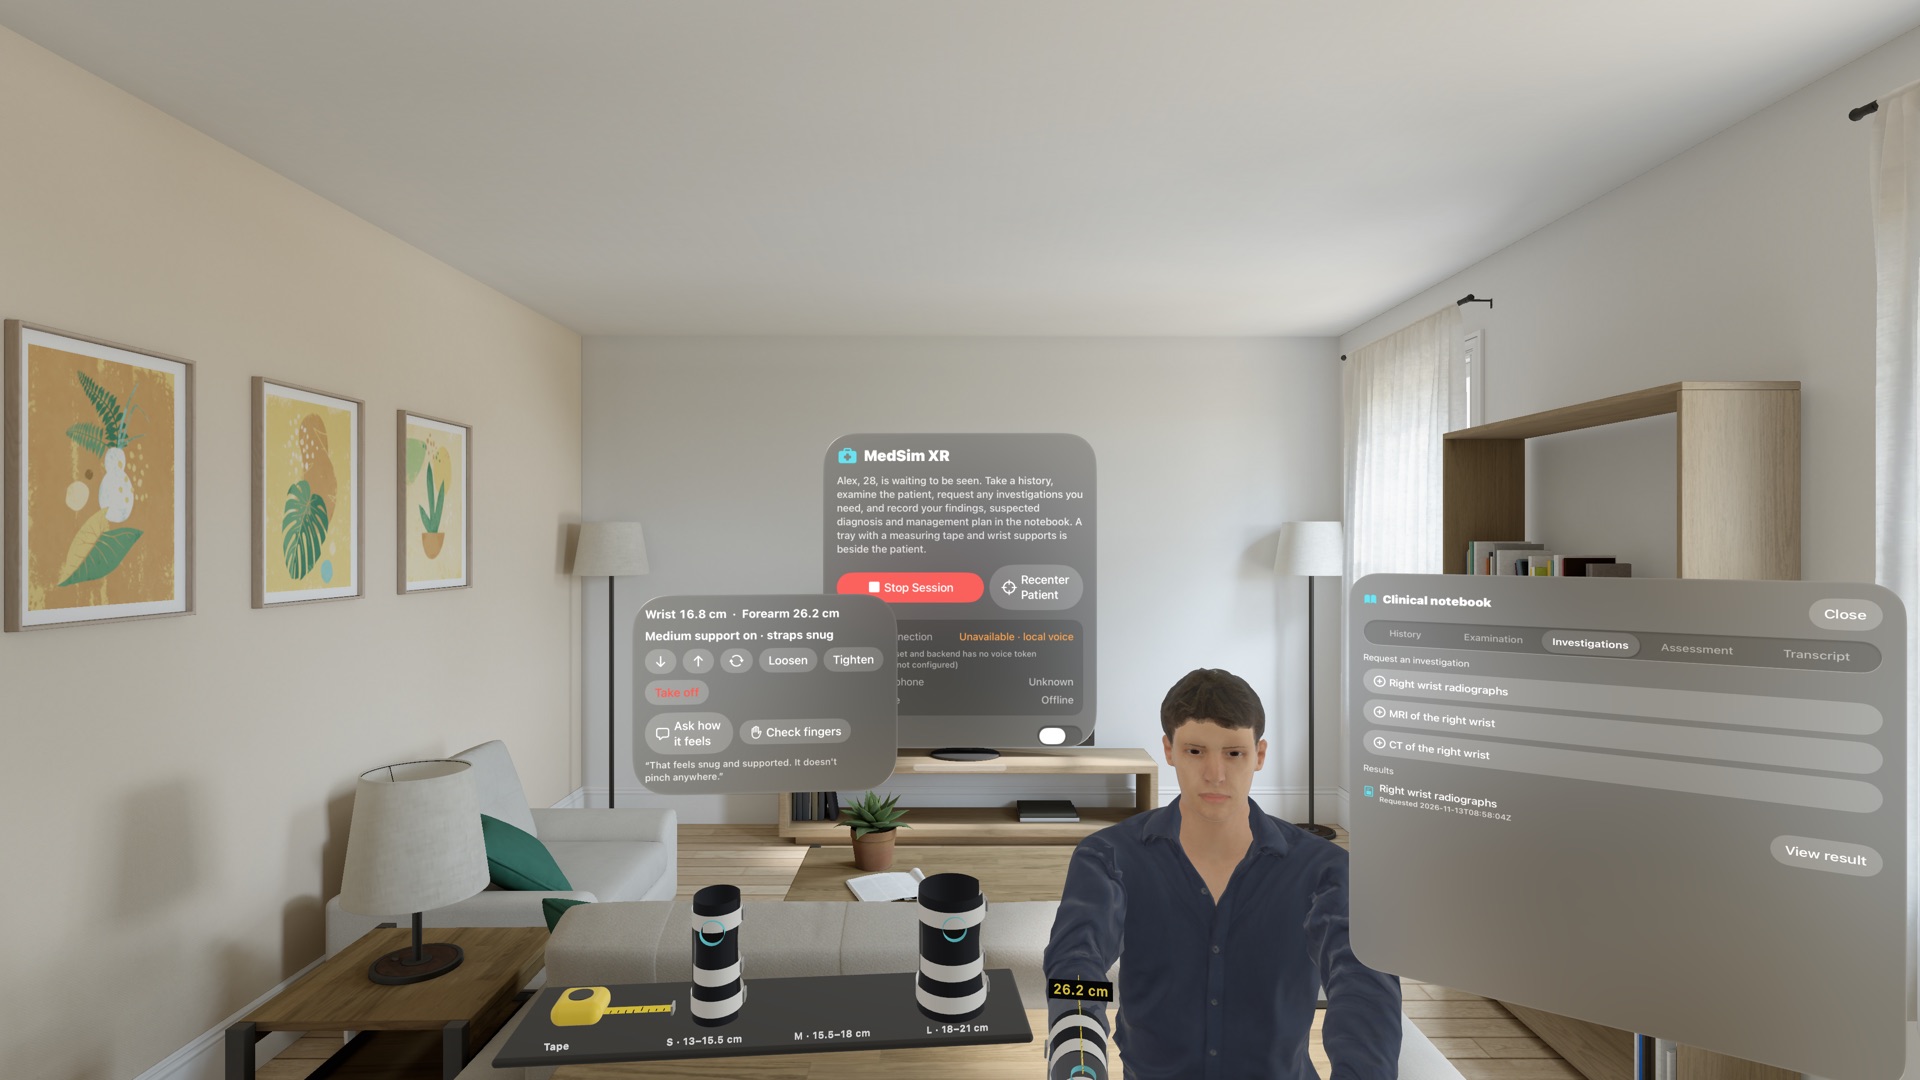 MedSim XR
Alex, 28, is waiting to be seen. Take a history,
examine the patient, request any investigations you
need, and record your findings, suspected
diagnosis and management plan in the notebook. A
tray with a measuring tape and wrist supports is
beside the patient.
Stop Session
Recenter
Patient
nection
Unavailable · local voice
set and backend has no voice token
not configured)
phone
Unknown
Offline
Wrist 16.8 cm · Forearm 26.2 cm
Medium support on · straps snug
Loosen
Tighten
Take off
Ask how
it feels
Check fingers
“That feels snug and supported. It doesn't
pinch anywhere.”
Clinical notebook
Close
History
Examination
Investigations
Assessment
Transcript
Request an investigation
Right wrist radiographs
MRI of the right wrist
CT of the right wrist
Results
Right wrist radiographs
Requested 2026-11-13T08:58:04Z
View result
26.2 cm
Tape
S · 13–15.5 cm
M · 15.5–18 cm
L · 18–21 cm